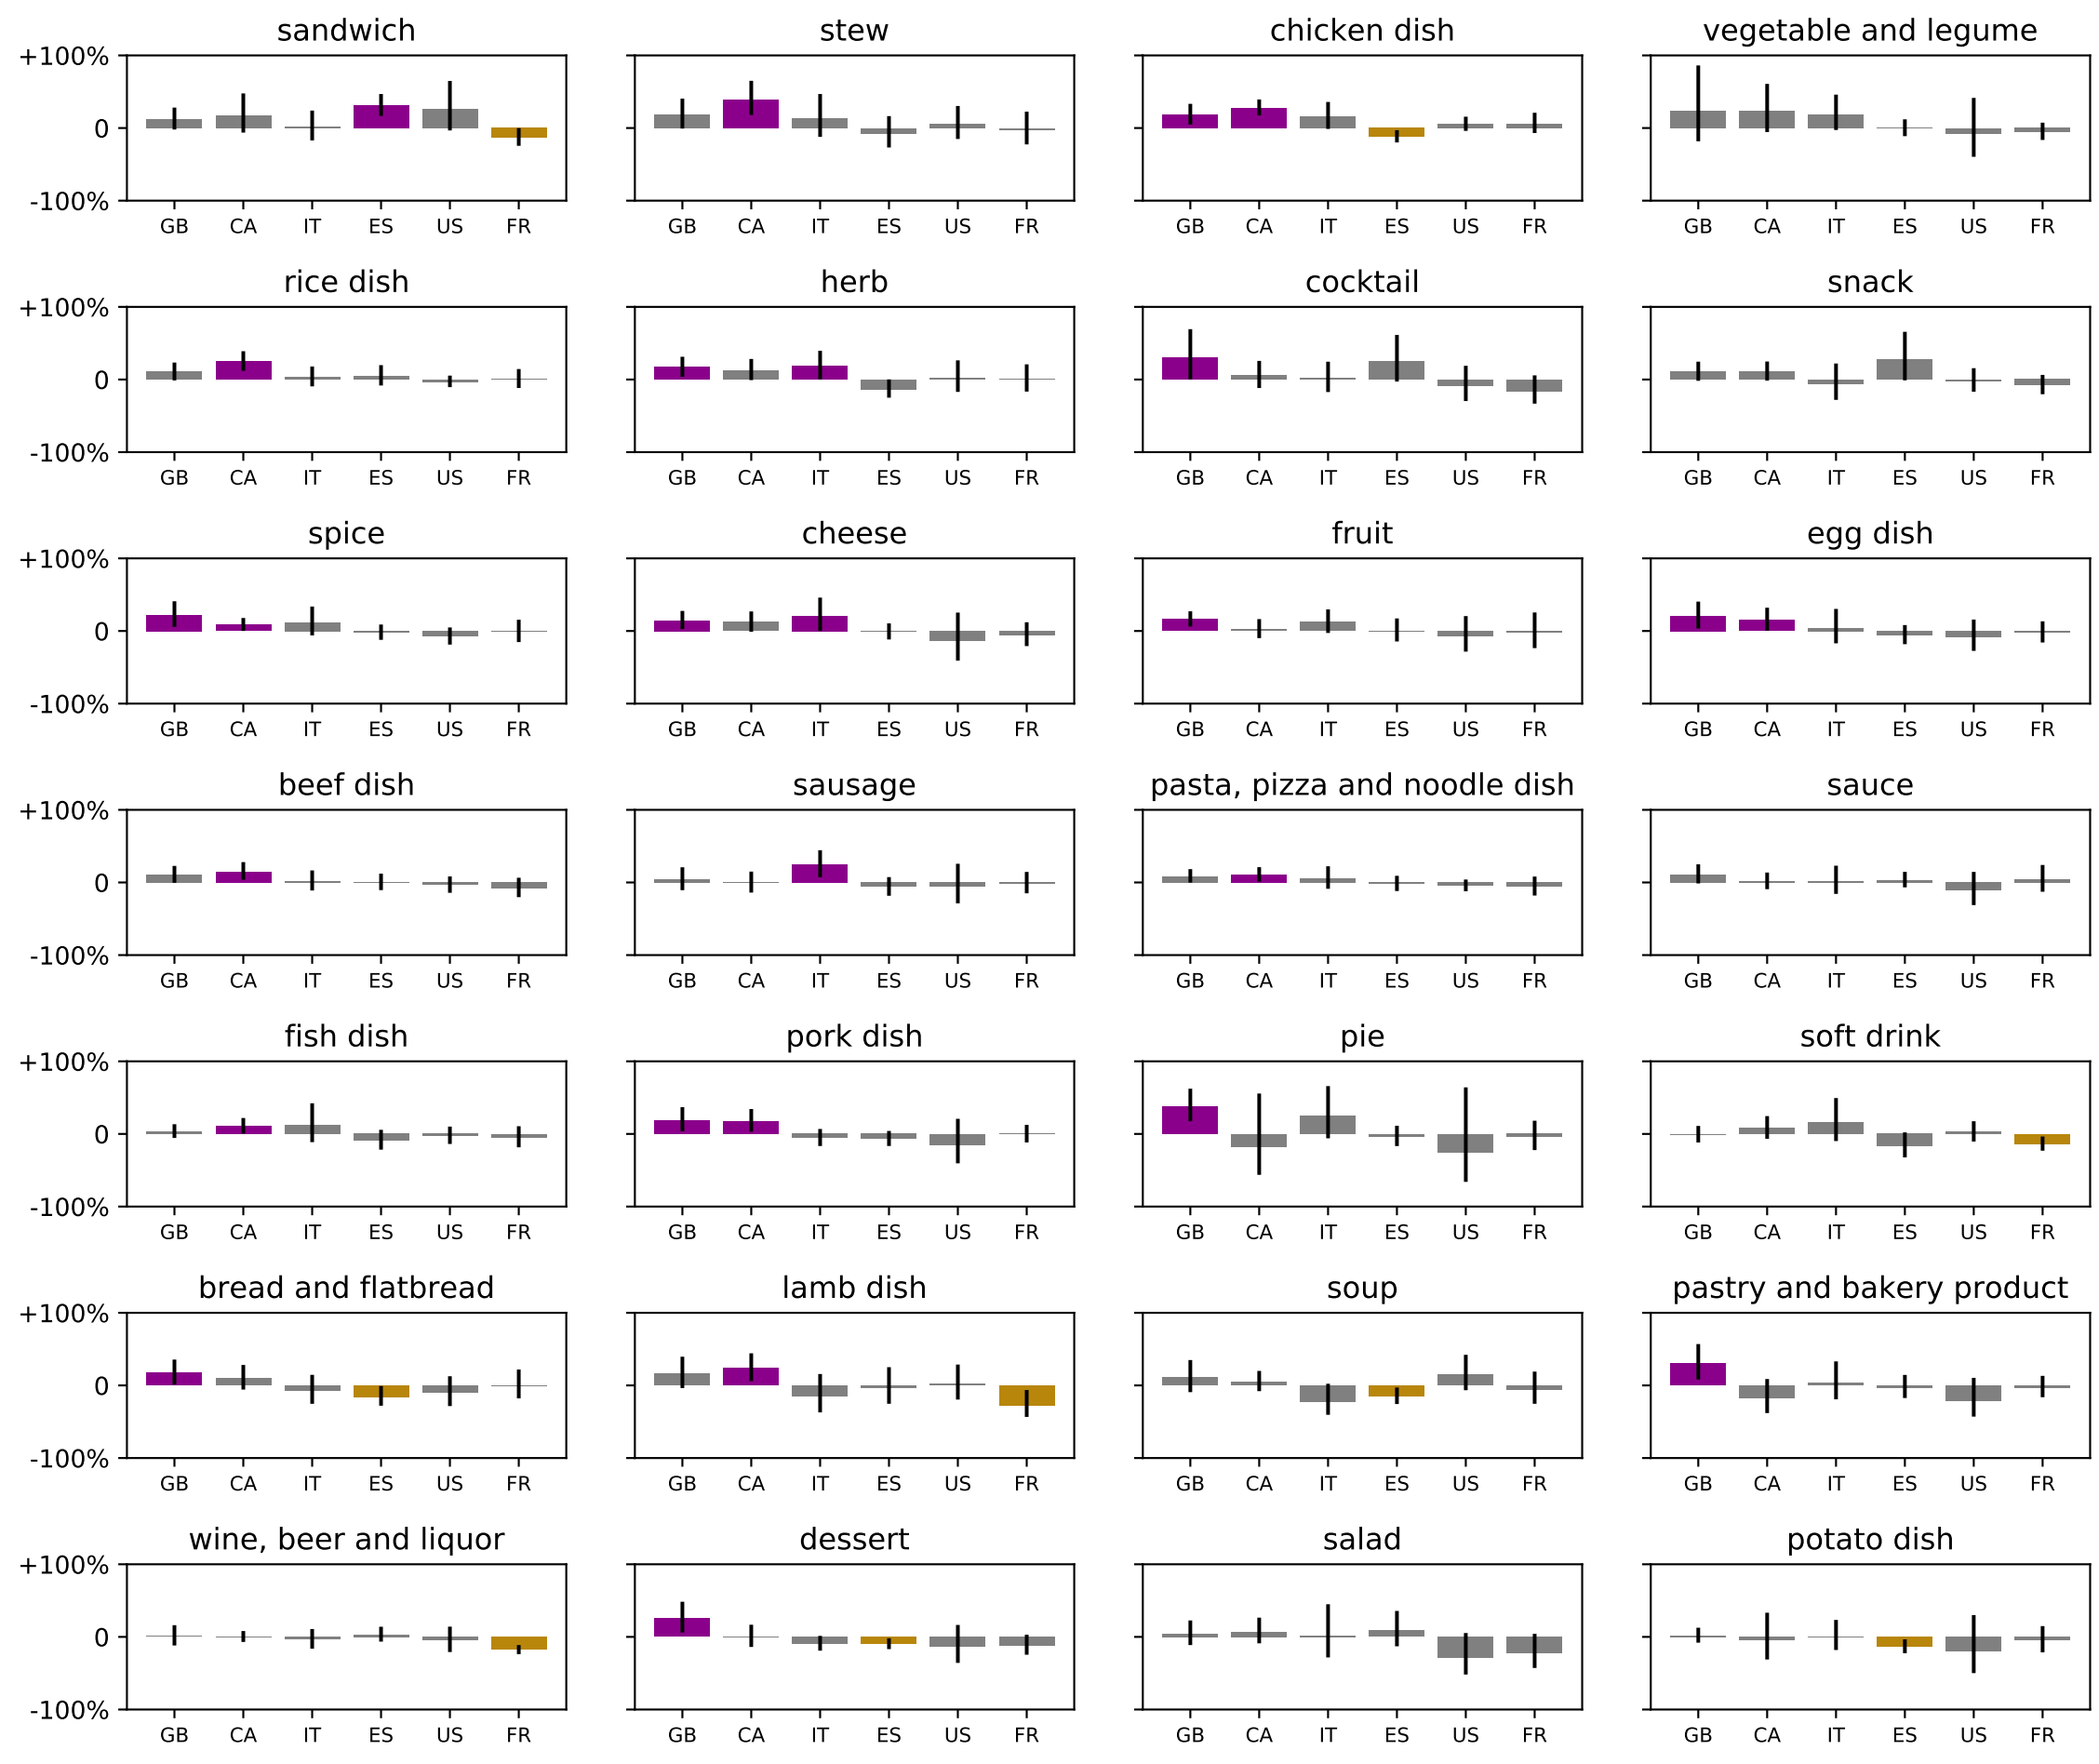 sandwich stew chicken dish vegetable and legume
+100%
0
-100%
GB CA IT ES US FR GB CA IT ES US FR GB CA IT ES US FR GB CA IT ES US FR
rice dish herb cocktail snack
+100%
0
-100%
GB CA IT ES US FR GB CA IT ES US FR GB CA IT ES US FR GB CA IT ES US FR
spice cheese fruit egg dish
+100%
0
-100%
GB CA IT ES US FR GB CA IT ES US FR GB CA IT ES US FR GB CA IT ES US FR
beef dish sausage pasta, pizza and noodle dish sauce
+100%
0
-100%
GB CA IT ES US FR GB CA IT ES US FR GB CA IT ES US FR GB CA IT ES US FR
fish dish pork dish pie soft drink
+100%
0
-100%
GB CA IT ES US FR GB CA IT ES US FR GB CA IT ES US FR GB CA IT ES US FR
bread and flatbread lamb dish soup pastry and bakery product
+100%
0
-100%
GB CA IT ES US FR GB CA IT ES US FR GB CA IT ES US FR GB CA IT ES US FR
wine, beer and liquor dessert salad potato dish
+100%
0
-100%
GB CA IT ES US FR GB CA IT ES US FR GB CA IT ES US FR GB CA IT ES US FR